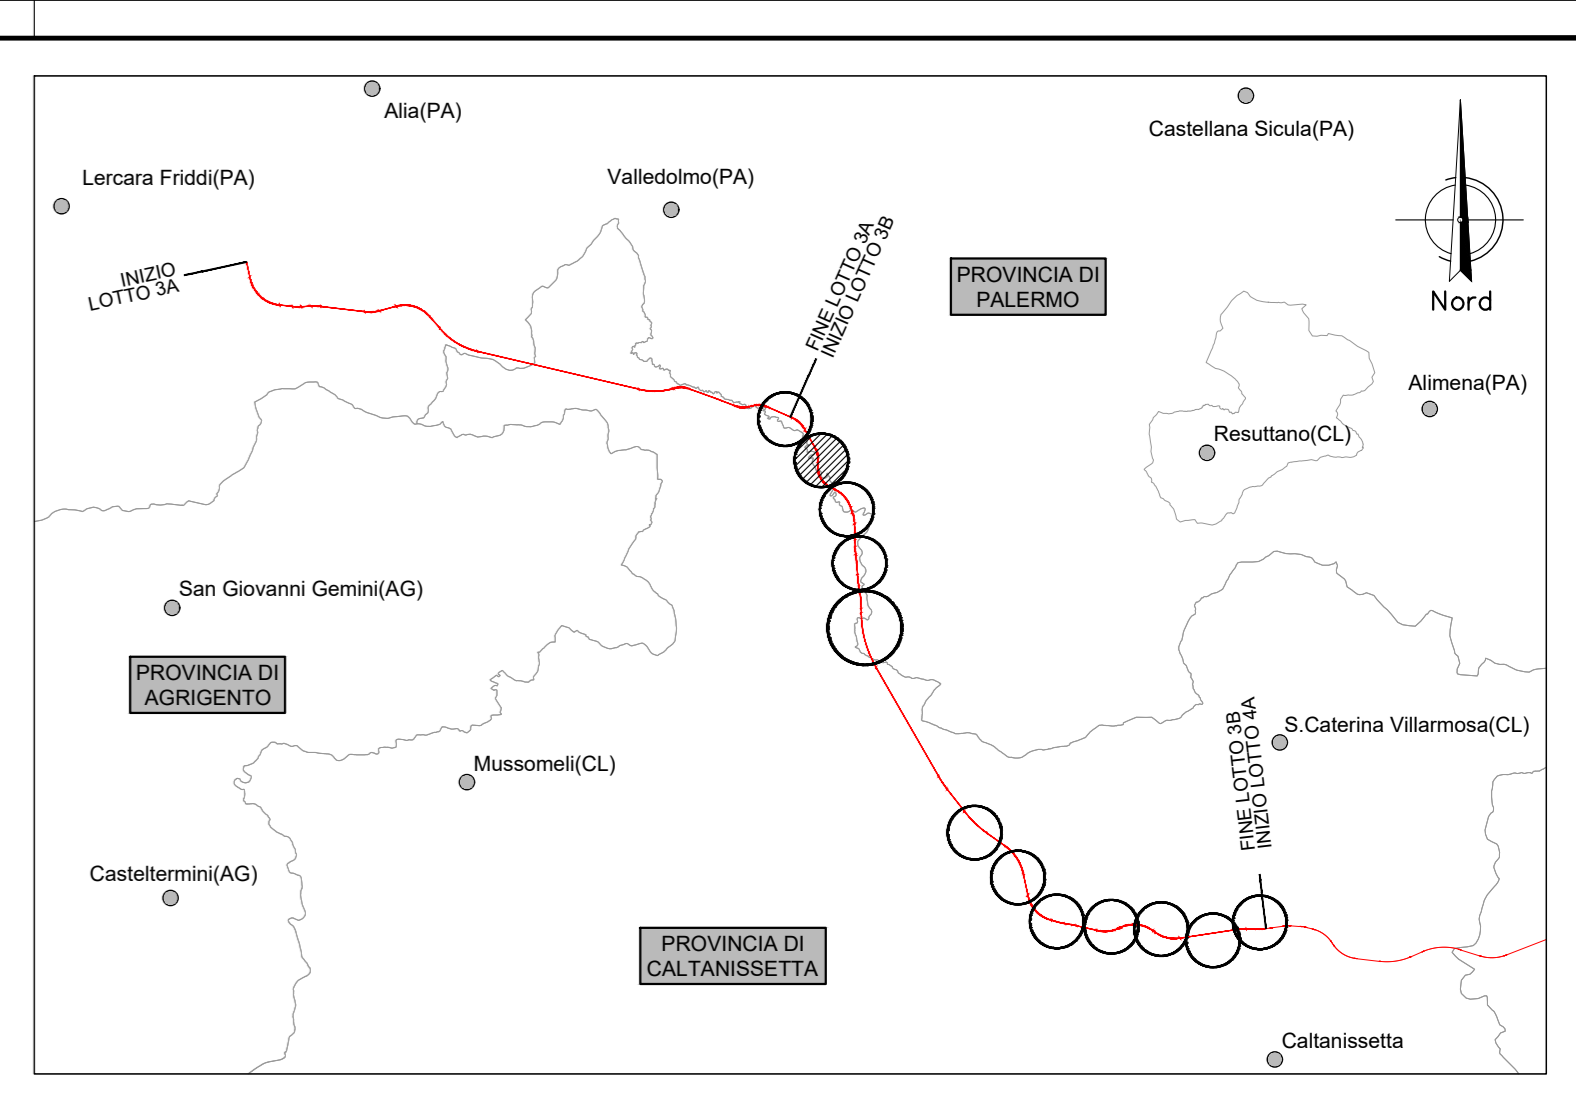 Alia(PA)
Castellana Sicula(PA)
Lercara Friddi(PA)
Valledolmo(PA)
INIZIO
LOTTO 3A
FINE LOTTO 3A
INIZIO LOTTO 3B
PROVINCIA DI
PALERMO
Nord
Alimena(PA)
Resuttano(CL)
San Giovanni Gemini(AG)
PROVINCIA DI
AGRIGENTO
FINE LOTTO 3B
INIZIO LOTTO 4A
S.Caterina Villarmosa(CL)
Mussomeli(CL)
Casteltermini(AG)
PROVINCIA DI
CALTANISSETTA
Caltanissetta